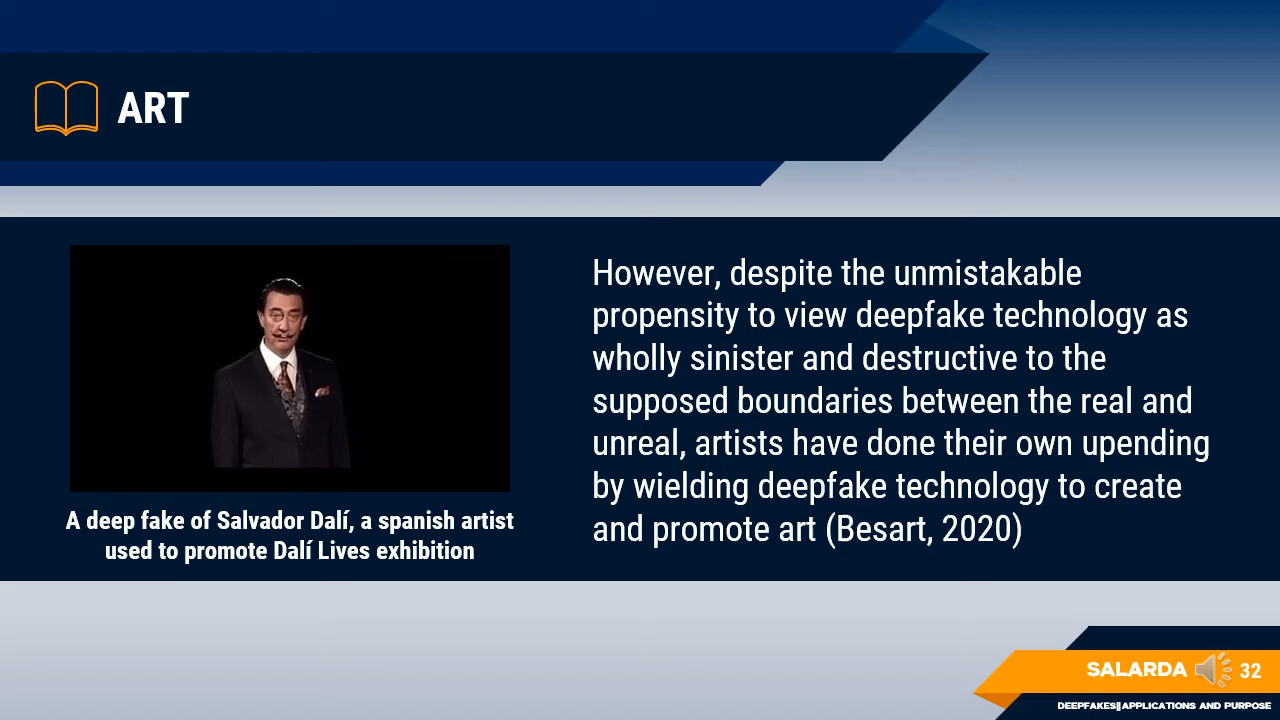 ART
However, despite the unmistakable
propensity to view deepfake technology as
wholly sinister and destructive to the
supposed boundaries between the real and
unreal, artists have done their own upending
by wielding deepfake technology to create
and promote art (Besart, 2020)
A deep fake of Salvador Dalí, a spanish artist
used to promote Dalí Lives exhibition
SALARDA 32
DEEPFAKES||APPLICATIONS AND PURPOSE